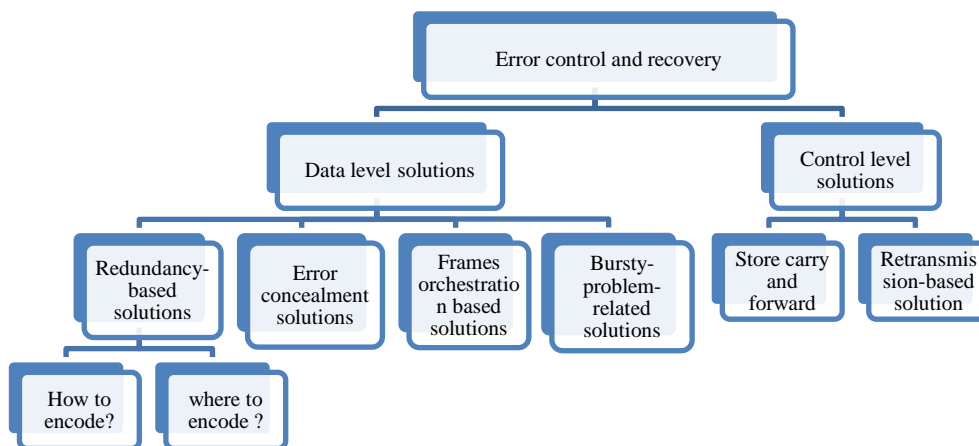 Error control and recovery
Data level solutions
Control level
solutions
Redundancy-
based
solutions
Error
concealment
solutions
Frames
orchestratio
n based
solutions
Bursty-
problem-
related
solutions
Store carry
and
forward
Retransmis
sion-based
solution
How to
encode?
where to
encode ?